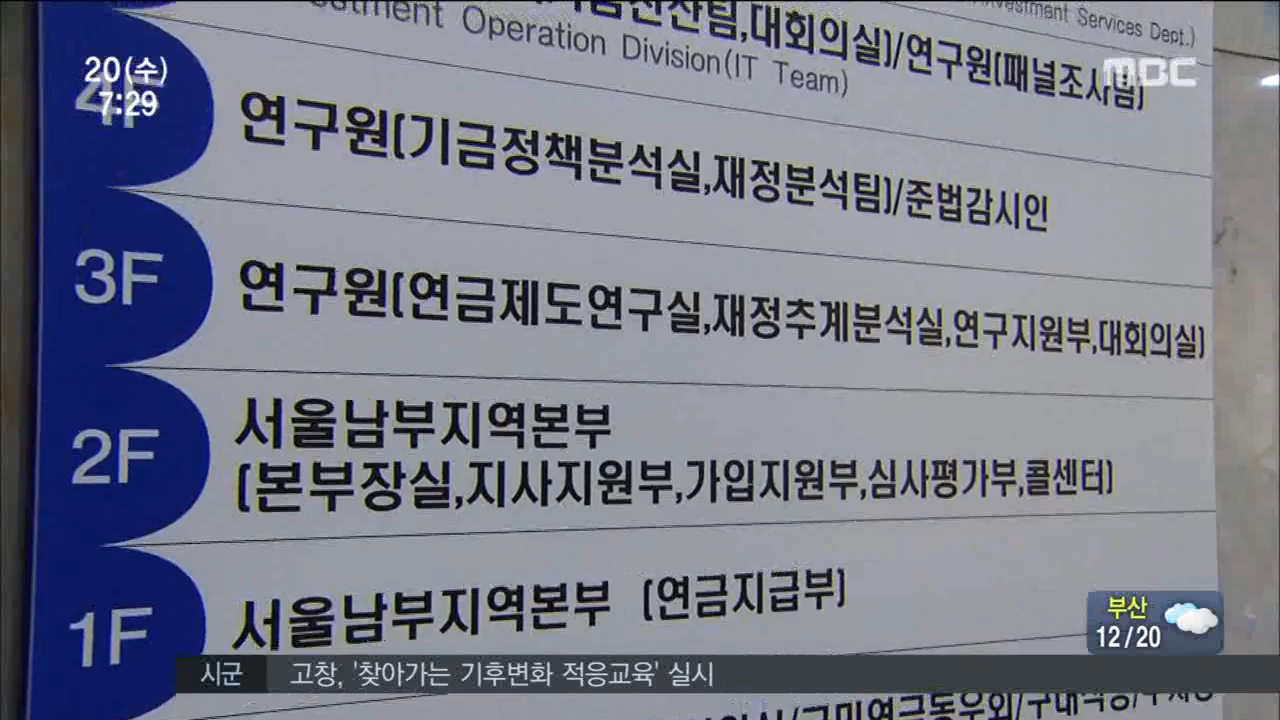 20(수)
7:29
MBC
대회의실)/연구원(패널조사팀)
Investment Services Dept.)
Operation Division(IT Team)
4F
연구원(기금정책분석실,재정분석팀)/준법감시인
3F
연구원(연금제도연구실,재정추계분석실,연구지원부,대회의실)
2F
서울남부지역본부
(본부장실,지사지원부,가입지원부,심사평가부,콜센터)
1F
서울남부지역본부 (연금지급부)
부산
12/20
시군 고창, '찾아가는 기후변화 적응교육' 실시